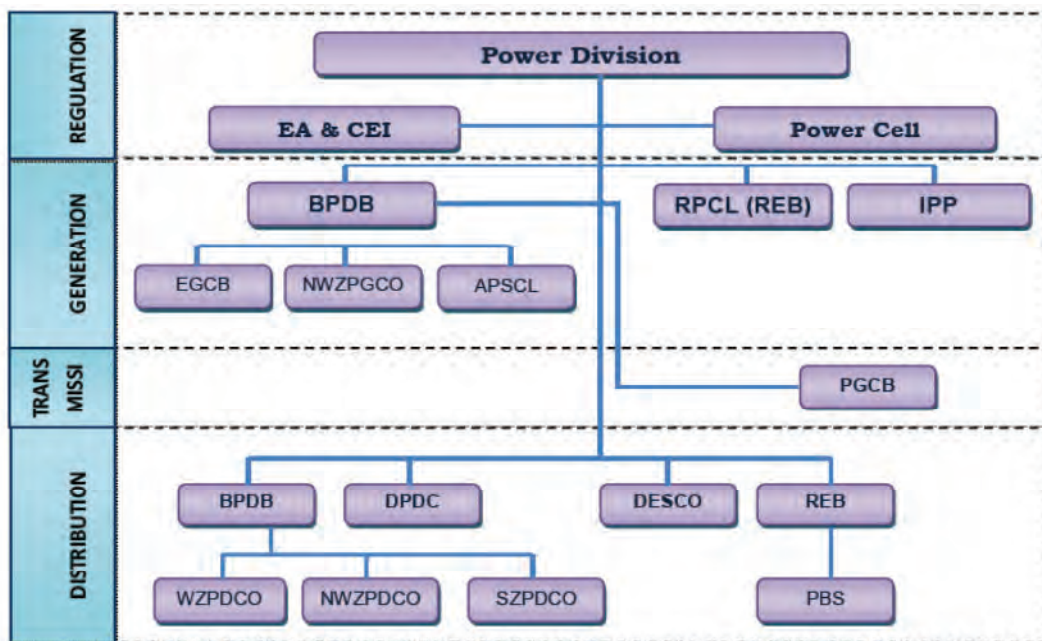 REGULATION
Power Division
EA & CEI
Power Cell
GENERATION
BPDB
RPCL (REB)
IPP
EGCB
NWZPGCO
APSCL
TRANS
MISSI
PGCB
DISTRIBUTION
BPDB
DPDC
DESCO
REB
WZPDCO
NWZPDCO
SZPDCO
PBS